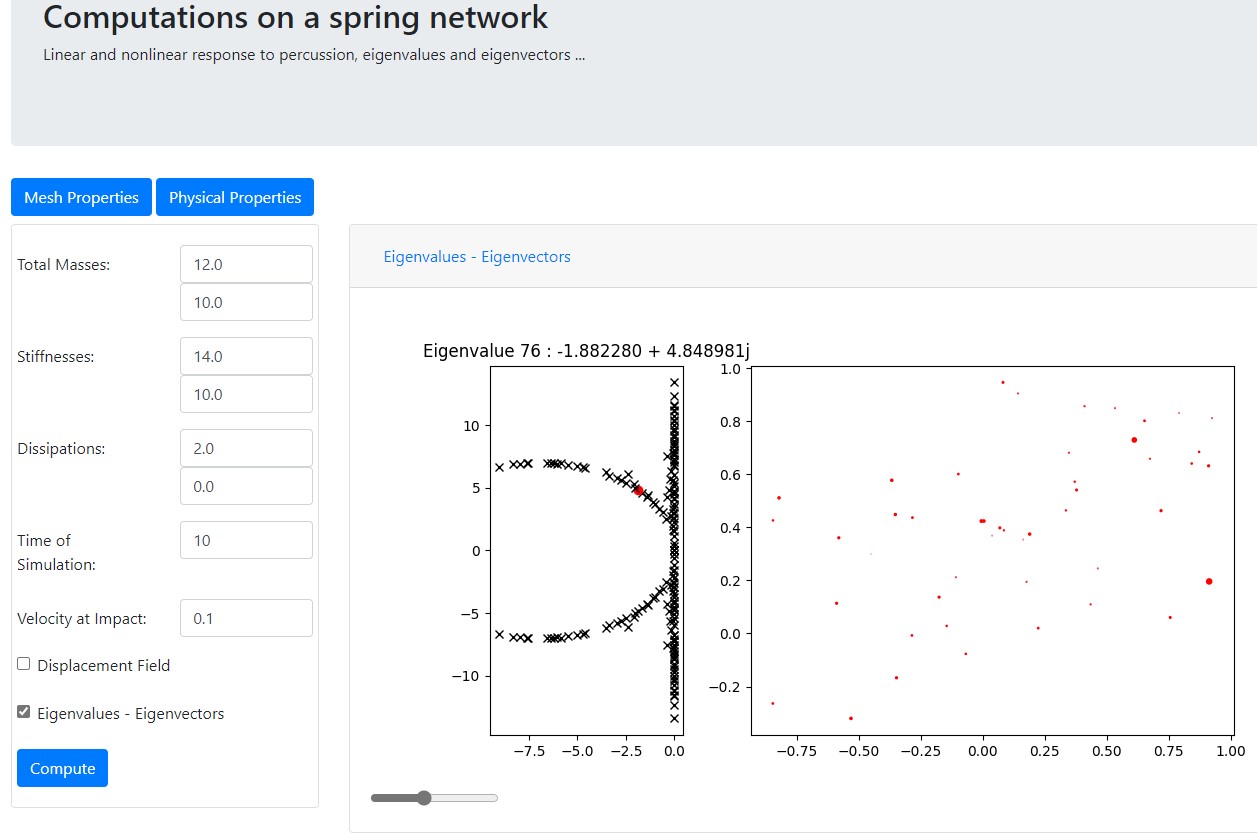 Computations on a spring network
Linear and nonlinear response to percussion, eigenvalues and eigenvectors ...
Mesh Properties
Physical Properties
Total Masses:
12.0
10.0
Stiffnesses:
14.0
10.0
Dissipations:
2.0
0.0
Time of
Simulation:
10
Velocity at Impact:
0.1
Displacement Field
Eigenvalues - Eigenvectors
Compute
Eigenvalues - Eigenvectors
Eigenvalue 76 : -1.882280 + 4.848981j
10
5
0
−5
−10
−7.5
−5.0
−2.5
0.0
1.0
0.8
0.6
0.4
0.2
0.0
−0.2
−0.75
−0.50
−0.25
0.00
0.25
0.50
0.75
1.00